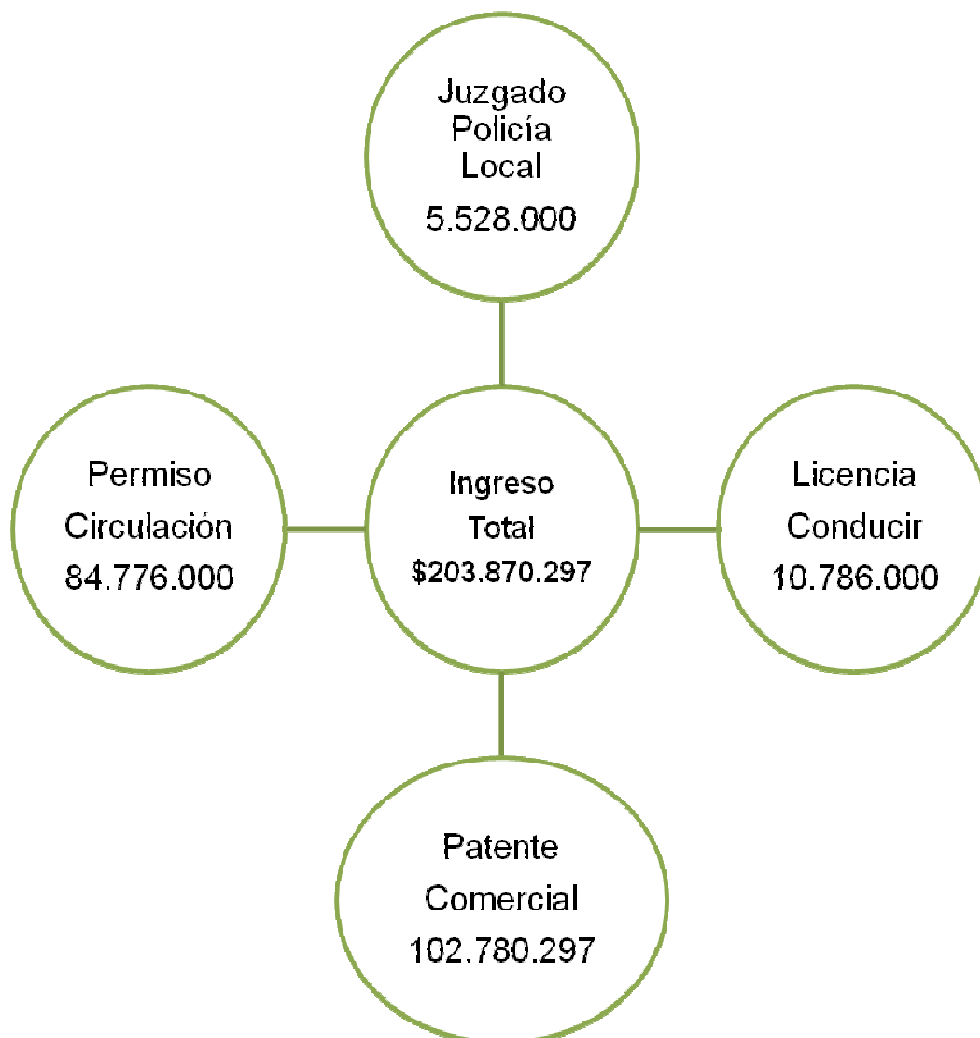 Juzgado
Policía
Local
5.528.000
Permiso
Circulación
84.776.000
Ingreso
Total
$203.870.297
Licencia
Conducir
10.786.000
Patente
Comercial
102.780.297